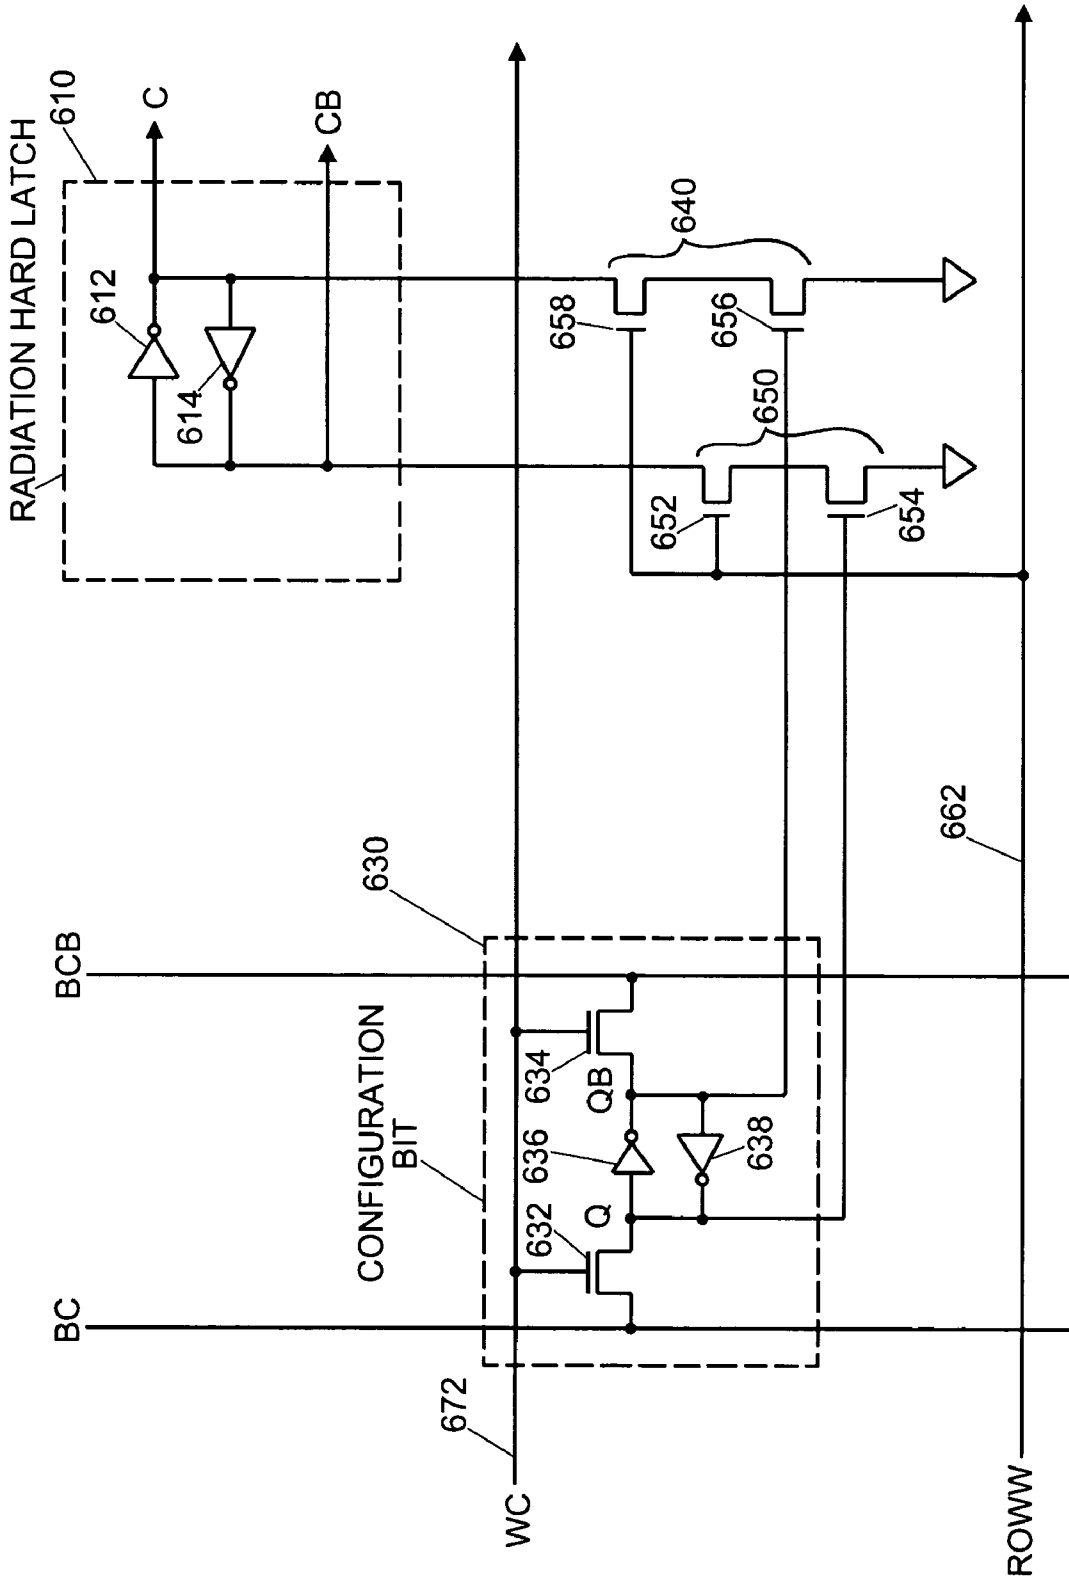 RADIATION HARD LATCH
610
C
612
614
CB
640
658
656
650
652
654
BCB
630
662
CONFIGURATION
BIT
634
QB
636
638
632
Q
BC
672
WC
ROWW